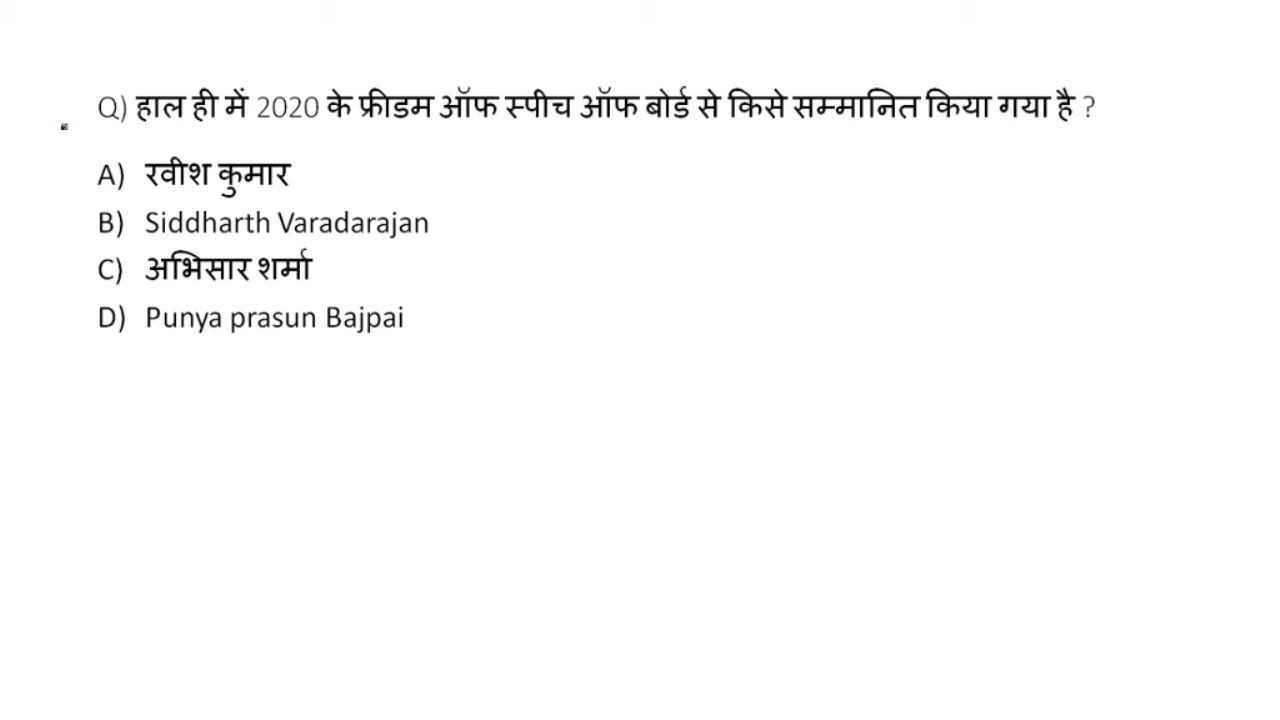 Q) हाल ही में 2020 के फ्रीडम ऑफ स्पीच ऑफ बोर्ड से किसे सम्मानित किया गया है ?
A) रवीश कुमार
B) Siddharth Varadarajan
C) अभिसार शर्मा
D) Punya prasun Bajpai